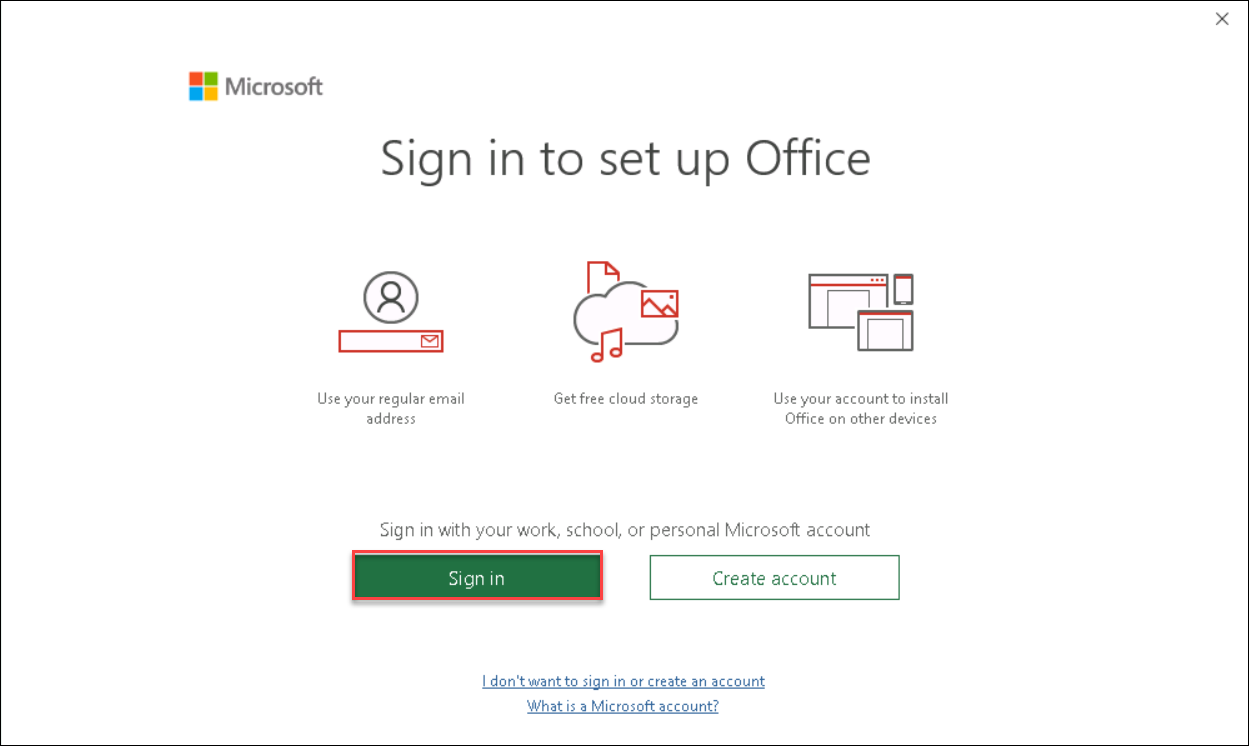 Microsoft
Sign in to set up Office
Use your regular email
address
Get free cloud storage
Use your account to install
Office on other devices
Sign in with your work, school, or personal Microsoft account
Sign in
Create account
I don't want to sign in or create an account
What is a Microsoft account?